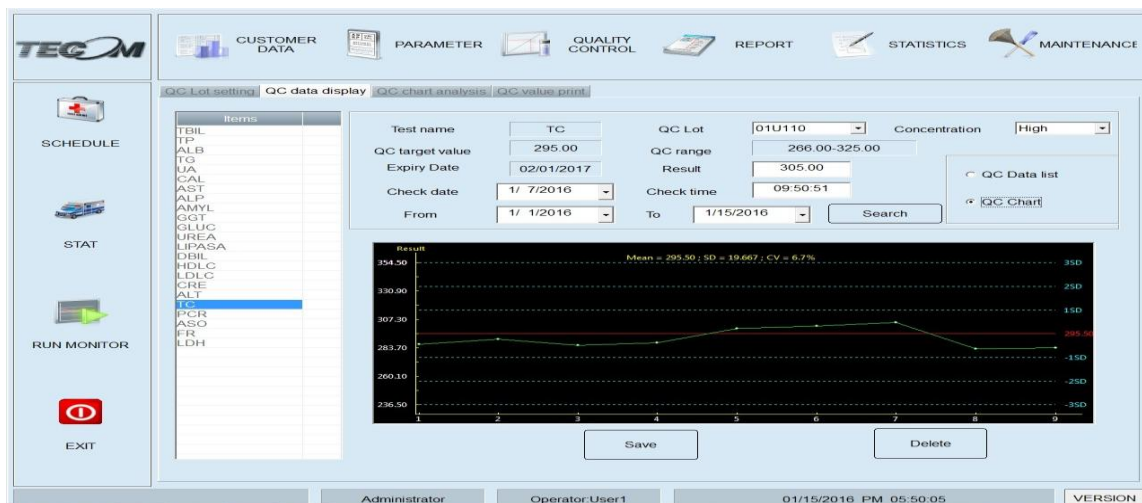 TECOM
CUSTOMER DATA
PARAMETER
QUALITY CONTROL
REPORT
STATISTICS
MAINTENANCE
SCHEDULE
STAT
RUN MONITOR
EXIT
QC Lot setting QC data display QC chart analysis QC value print
Items
TBIL
TP
ALB
TG
UA
CAL
AST
ALP
AMYL
GGT
GLUC
UREA
LIPASA
DBIL
HDLC
LDLC
CRE
ALT
TC
PCR
ASO
FR
LDH
Test name TC QC Lot 01U110 Concentration High
QC target value 295.00 QC range 266.00-325.00
Expiry Date 02/01/2017 Result 305.00
QC Data list
Check date 1/ 7/2016 Check time 09:50:51
QC Chart
From 1/ 1/2016 To 1/15/2016 Search
Result
Mean = 295.50 ; SD = 19.667 ; CV = 6.7%
354.50 3SD
330.90 2SD
307.30 1SD
295.50
283.70 -1SD
260.10 -2SD
236.50 -3SD
1 2 3 4 5 6 7 8 9
Save Delete
Administrator Operator:User1 01/15/2016 PM 05:50:05 VERSION